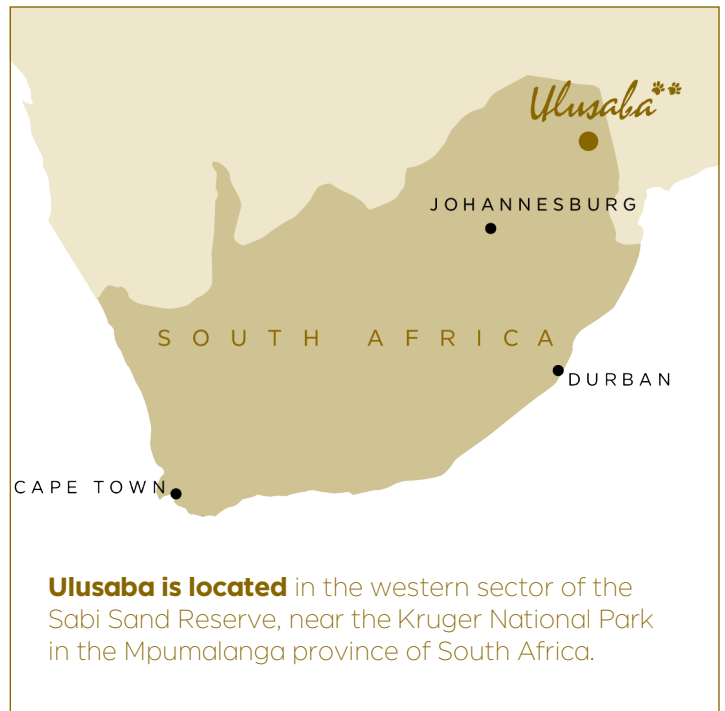 Ulusaba
JOHANNESBURG
SOUTH AFRICA
DURBAN
CAPE TOWN
Ulusaba is located in the western sector of the
Sabi Sand Reserve, near the Kruger National Park
in the Mpumalanga province of South Africa.